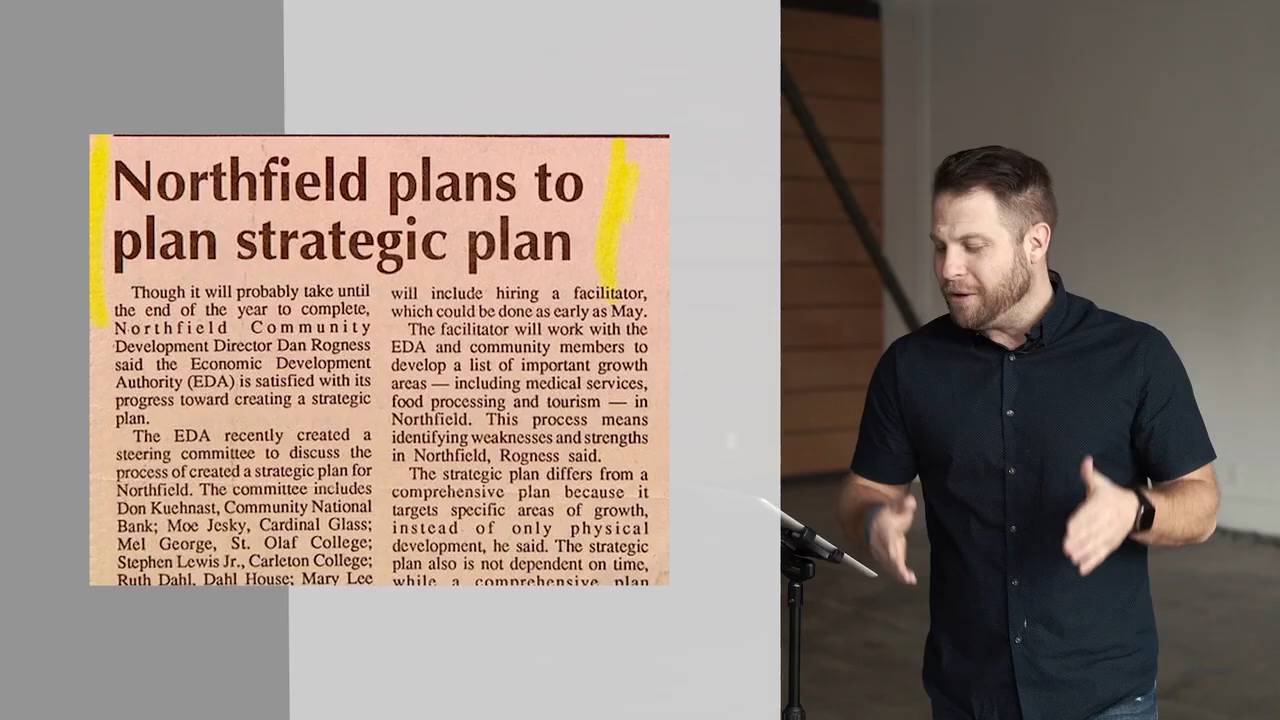 Northfield plans to
plan strategic plan
Though it will probably take until
the end of the year to complete,
Northfield Community
Development Director Dan Rogness
said the Economic Development
Authority (EDA) is satisfied with its
progress toward creating a strategic
plan.
The EDA recently created a
steering committee to discuss the
process of created a strategic plan for
Northfield. The committee includes
Don Kuehnast, Community National
Bank; Moe Jesky, Cardinal Glass;
Mel George, St. Olaf College;
Stephen Lewis Jr., Carleton College;
Ruth Dahl, Dahl House; Mary Lee
will include hiring a facilitator,
which could be done as early as May.
The facilitator will work with the
EDA and community members to
develop a list of important growth
areas — including medical services,
food processing and tourism — in
Northfield. This process means
identifying weaknesses and strengths
in Northfield, Rogness said.
The strategic plan differs from a
comprehensive plan because it
targets specific areas of growth,
instead of only physical
development, he said. The strategic
plan also is not dependent on time,
while a comprehensive plan